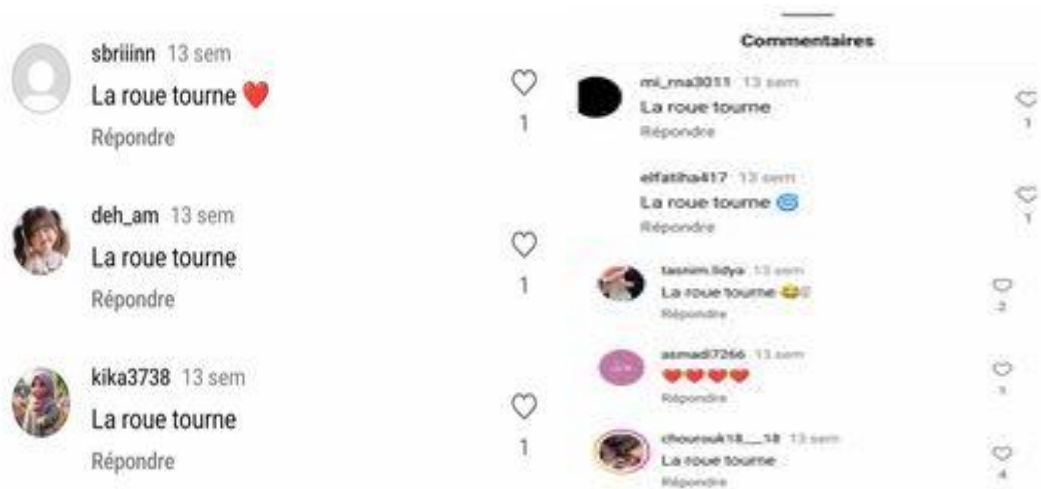 sbriiinn 13 sem
La roue tourne ❤️
1
Répondre
deh_am 13 sem
La roue tourne
1
Répondre
kika3738 13 sem
La roue tourne
1
Répondre
Commentaires
mi_rna3011 13 sem
La roue tourne
1
Répondre
elfatiha417 13 sem
La roue tourne 🌀
1
Répondre
tasnim.lidya 13 sem
La roue tourne 😂
2
Répondre
asmadl7266 13 sem
❤️❤️❤️❤️
Répondre
chourouk18__18 13 sem
La roue tourne
4
Répondre